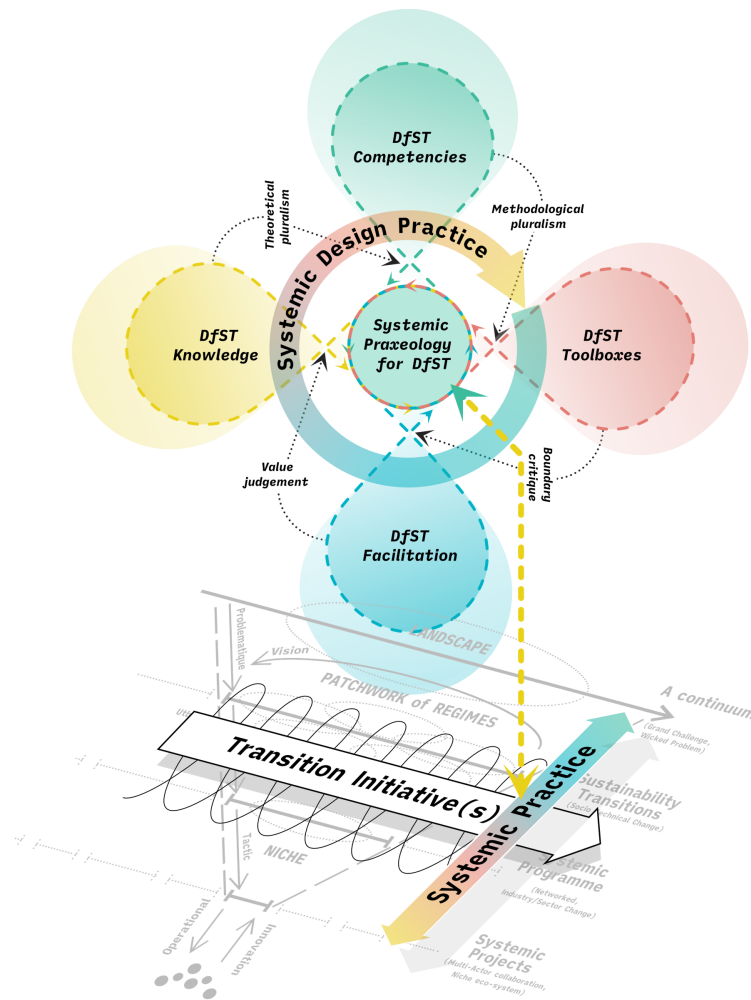 DfST
Competencies
Theoretical
pluralism
Methodological
pluralism
Systemic Design Practice
DfST
Knowledge
Systemic
Praxeology
for DfST
DfST
Toolboxes
Value
judgement
Boundary
critique
DfST
Facilitation
LANDSCAPE
Problematique
Vision
PATCHWORK of REGIMES
A continuum
(Grand Challenge,
Wicked Problem)
Transition Initiative(s)
Systemic Practice
Sustainability
Transitions
(Socio Technical Change)
Tactic
NICHE
Systemic
Programme
(Networked,
Industry/Sector Change)
Operational
Innovation
Systemic
Projects
(Multi-Actor collaboration,
Niche eco-system)